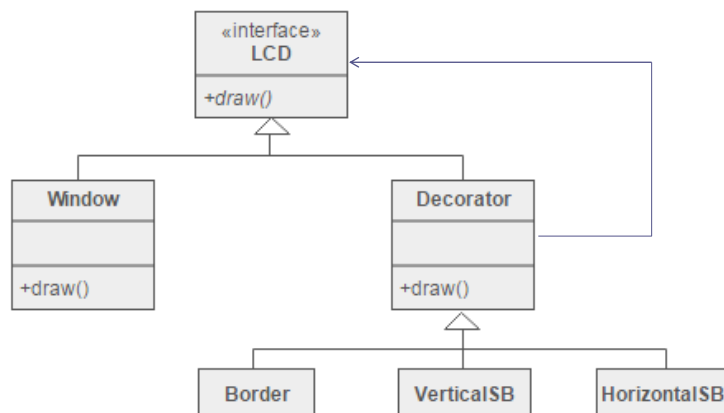 «interface»
LCD
+draw()
Window
Decorator
+draw()
+draw()
Border
VerticalSB
HorizontalSB